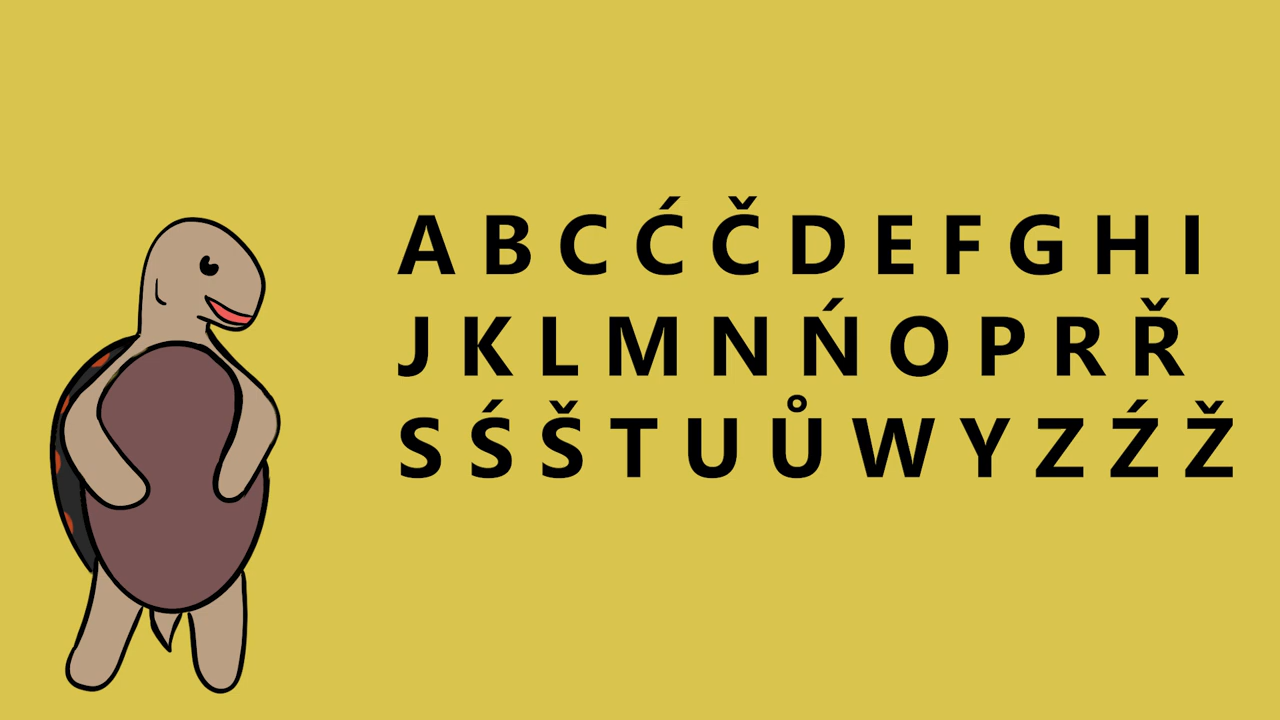 A B C Ć Č D E F G H I
J K L M N Ń O P R Ř
S Ś Š T U Ů W Y Z Ź Ž